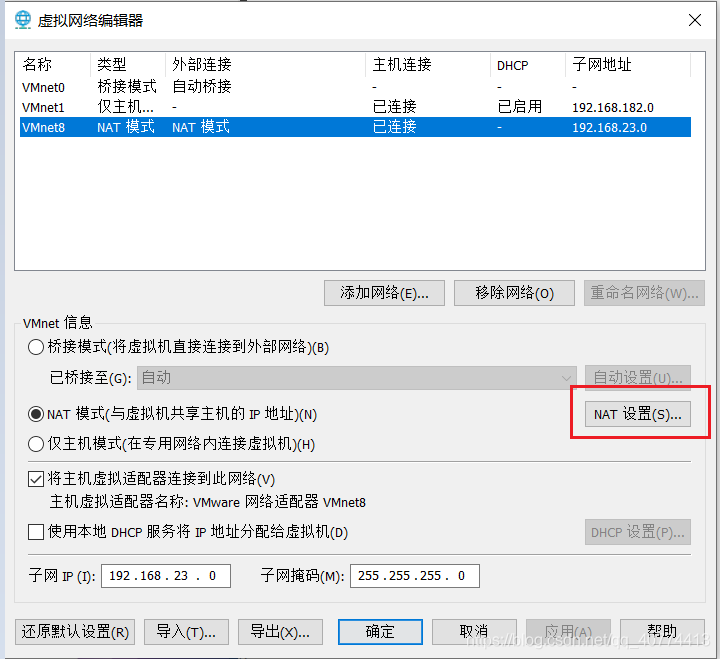 虚拟网络编辑器
名称 类型 外部连接 主机连接 DHCP 子网地址
VMnet0 桥接模式 自动桥接 - - -
VMnet1 仅主机... - 已连接 已启用 192.168.182.0
VMnet8 NAT 模式 NAT 模式 已连接 - 192.168.23.0
添加网络(E)... 移除网络(O) 重命名网络(W)...
VMnet 信息
桥接模式(将虚拟机直接连接到外部网络)(B)
已桥接至(G): 自动 自动设置(U)...
NAT 模式(与虚拟机共享主机的 IP 地址)(N) NAT 设置(S)...
仅主机模式(在专用网络内连接虚拟机)(H)
将主机虚拟适配器连接到此网络(V)
主机虚拟适配器名称: VMware 网络适配器 VMnet8
使用本地 DHCP 服务将 IP 地址分配给虚拟机(D) DHCP 设置(P)...
子网 IP (I): 192.168.23.0 子网掩码(M): 255.255.255.0
还原默认设置(R) 导入(T)... 导出(X)... 确定 取消 应用(A) 帮助
https://blog.csdn.net/qq_40774413